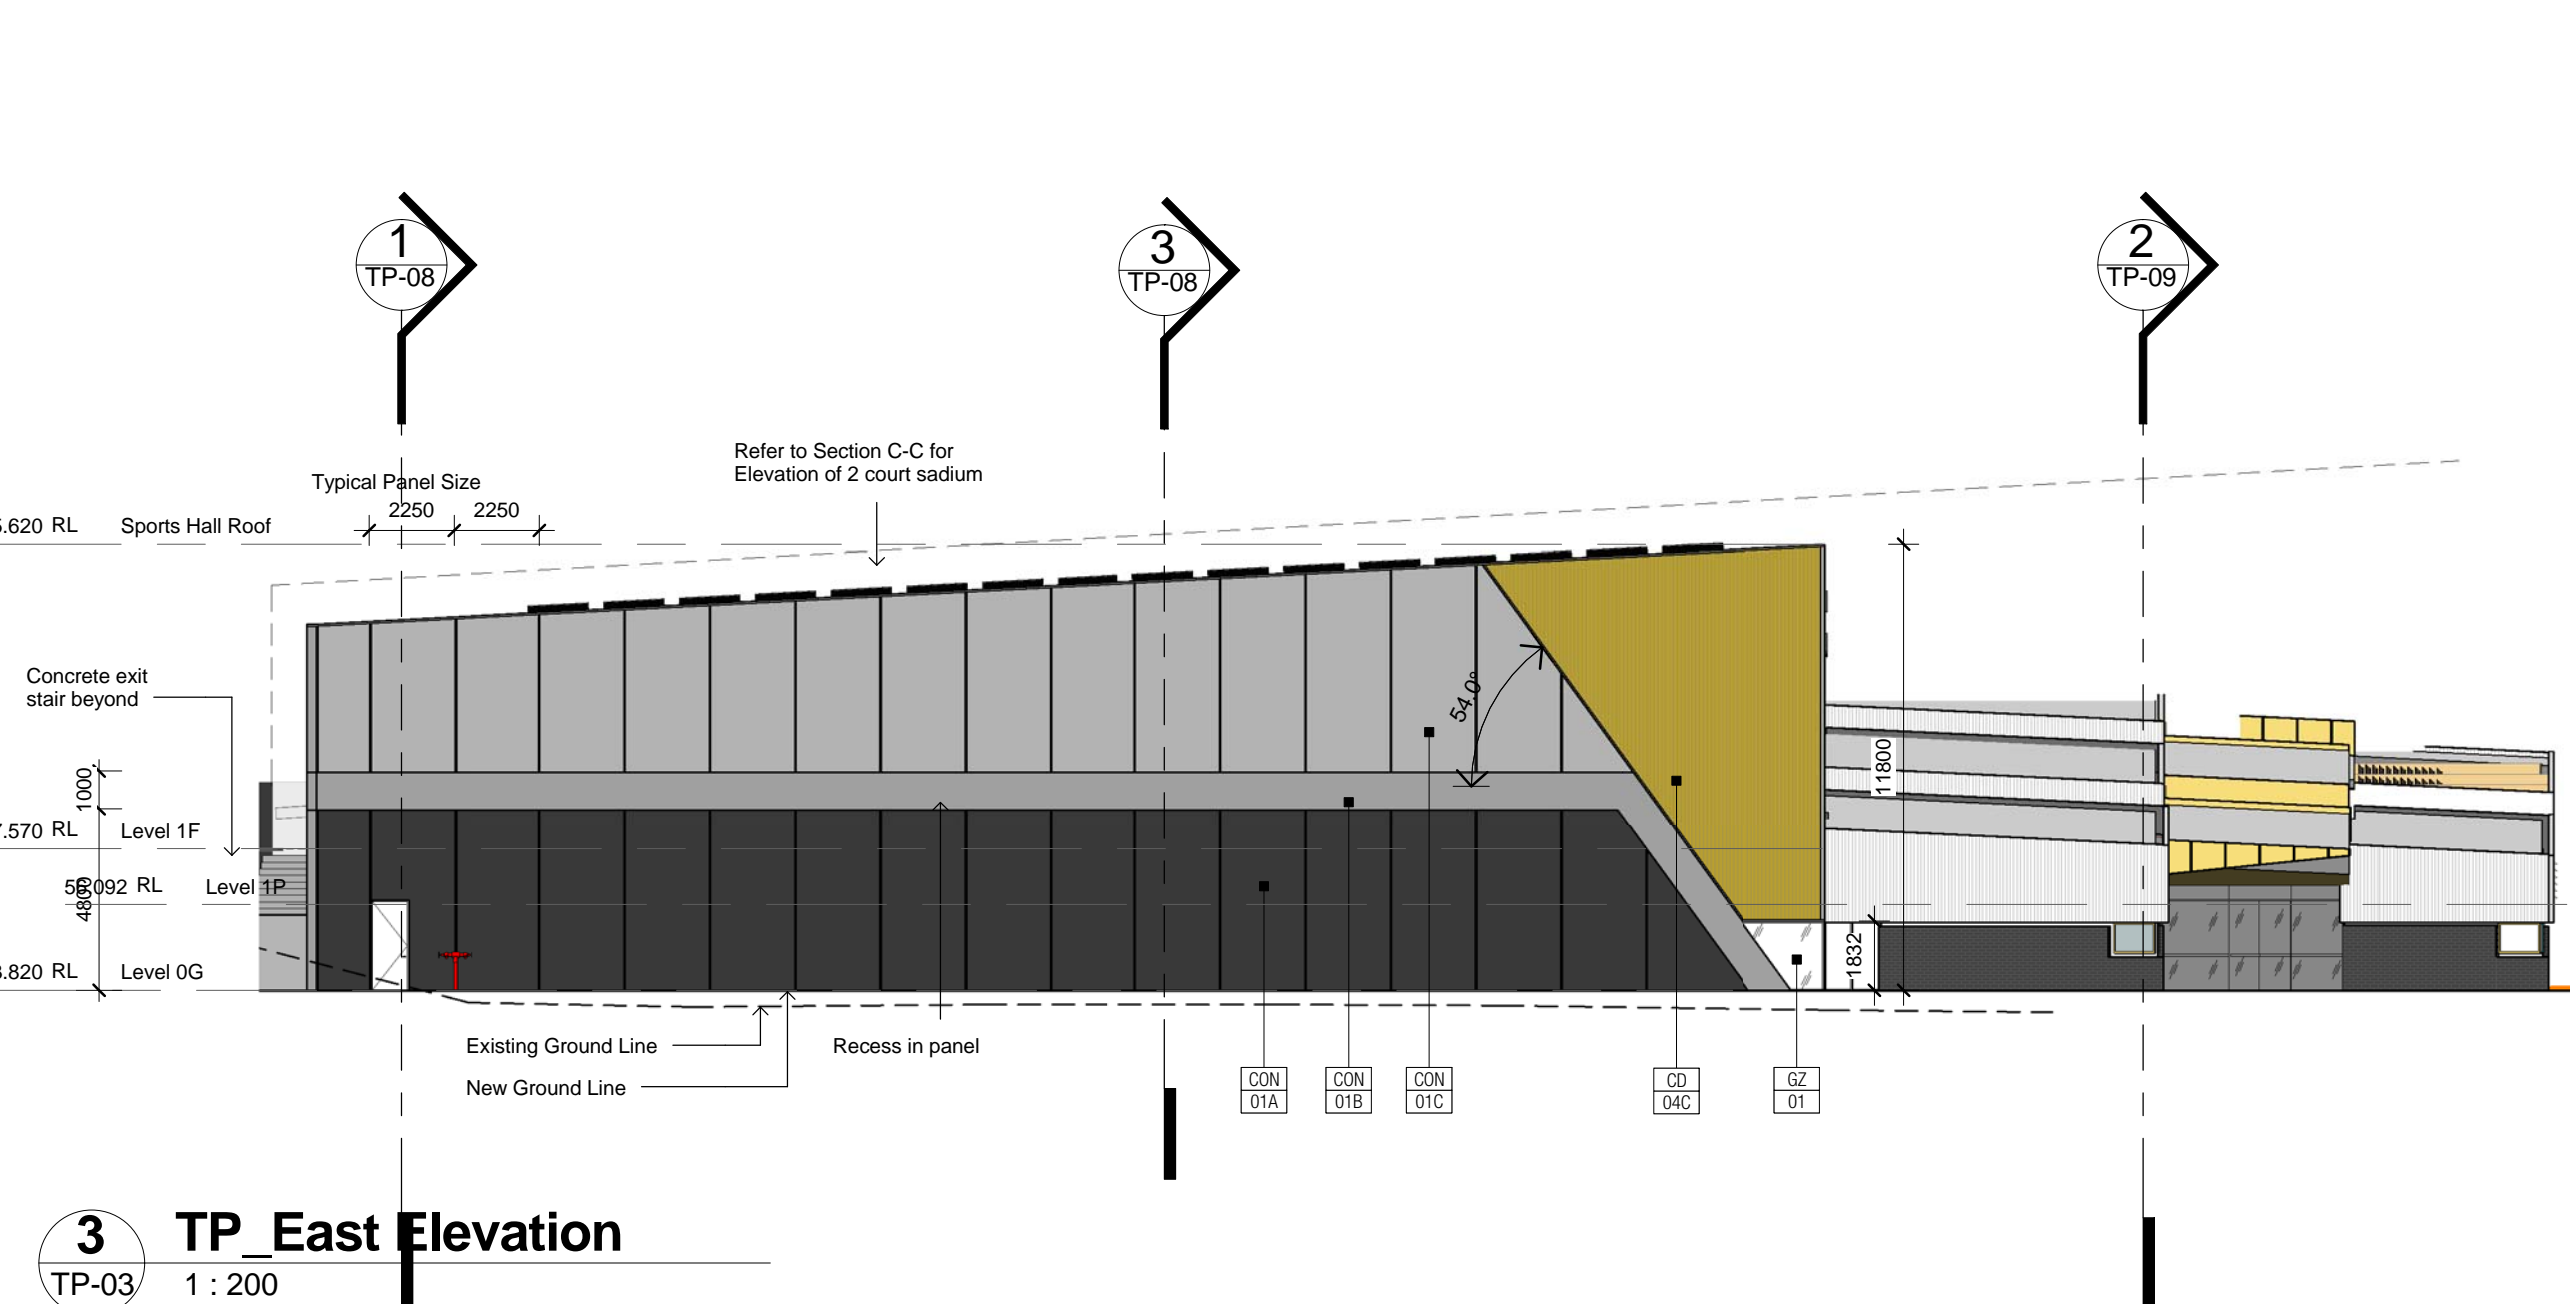 1
TP-08
3
TP-08
2
TP-09
Refer to Section C-C for
Elevation of 2 court sadium
Typical Panel Size
2250 2250
.620 RL Sports Hall Roof
Concrete exit
stair beyond
54.0°
1000
11800
.570 RL Level 1F
092 RL Level 1P
4800
1832
.820 RL Level 0G
Existing Ground Line
Recess in panel
New Ground Line
CON
01A
CON
01B
CON
01C
CD
04C
GZ
01
3
TP-03
TP_East Elevation
1 : 200